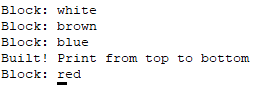 Block: white
Block: brown
Block: blue
Built! Print from top to bottom
Block: red